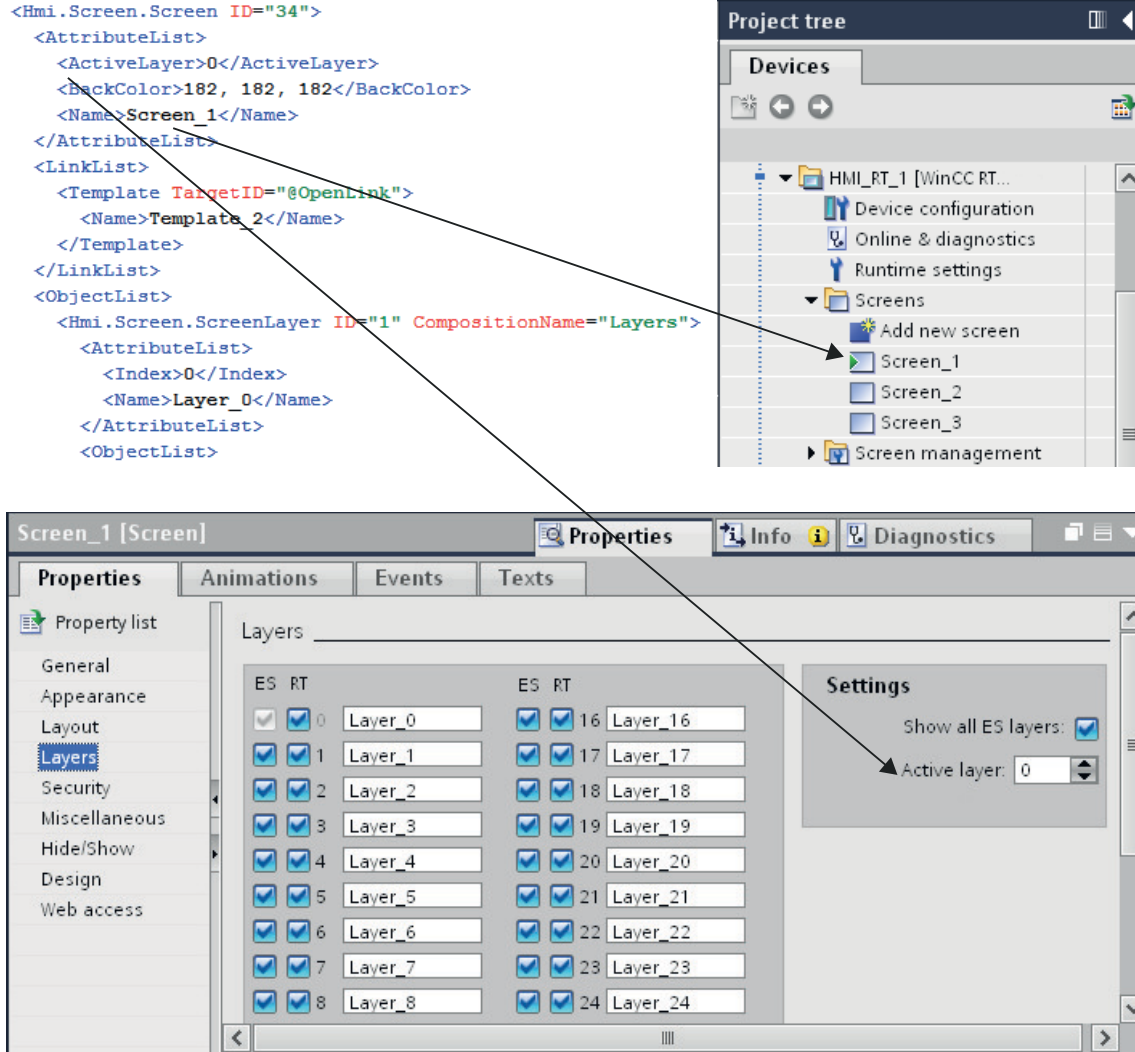 <Hmi.Screen.Screen ID="34">
<AttributeList>
<ActiveLayer>0</ActiveLayer>
<BackColor>182, 182, 182</BackColor>
<Name>Screen_1</Name>
</AttributeList>
<LinkList>
<Template TargetID="@OpenLink">
<Name>Template_2</Name>
</Template>
</LinkList>
<ObjectList>
<Hmi.Screen.ScreenLayer ID="1" CompositionName="Layers">
<AttributeList>
<Index>0</Index>
<Name>Layer_0</Name>
</AttributeList>
<ObjectList>
Project tree
Devices
HMI_RT_1 [WinCC RT...
Device configuration
Online & diagnostics
Runtime settings
Screens
Add new screen
Screen_1
Screen_2
Screen_3
Screen management
Screen_1 [Screen]
Properties
Info
Diagnostics
Properties
Animations
Events
Texts
Property list
General
Appearance
Layout
Layers
Security
Miscellaneous
Hide/Show
Design
Web access
Layers
ES RT
ES RT
0 Layer_0
16 Layer_16
1 Layer_1
17 Layer_17
2 Layer_2
18 Layer_18
3 Layer_3
19 Layer_19
4 Layer_4
20 Layer_20
5 Layer_5
21 Layer_21
6 Layer_6
22 Layer_22
7 Layer_7
23 Layer_23
8 Layer_8
24 Layer_24
Settings
Show all ES layers:
Active layer: 0